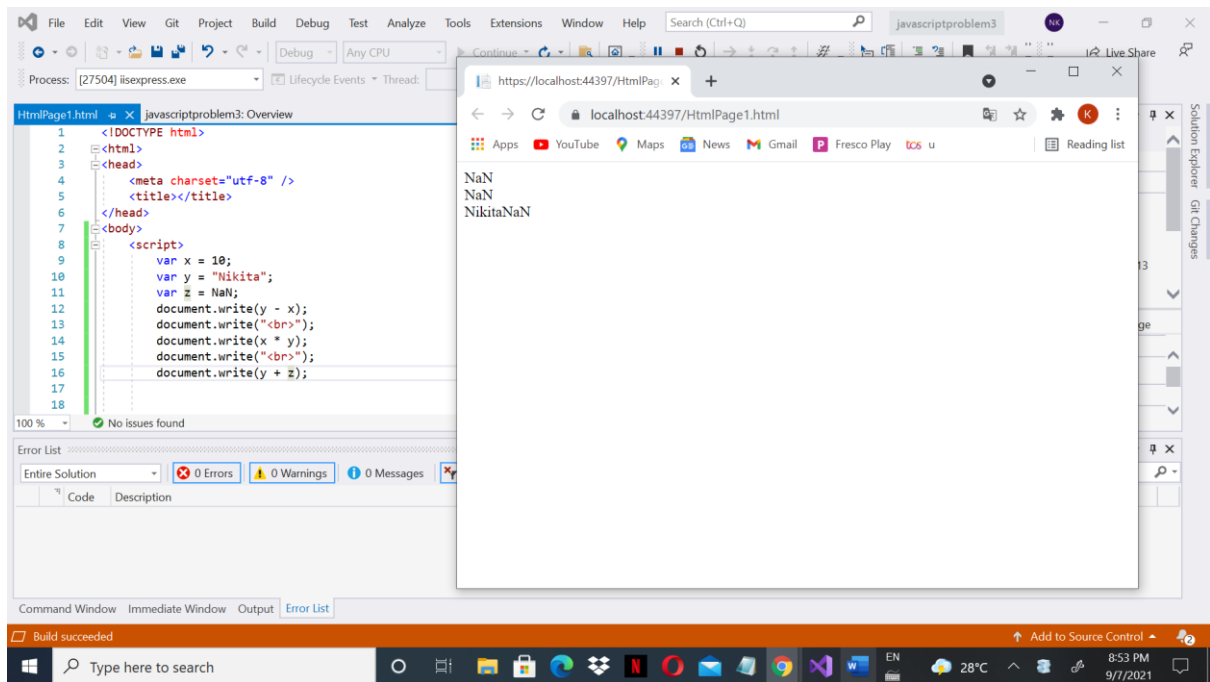 File Edit View Git Project Build Debug Test Analyze Tools Extensions Window Help Search (Ctrl+Q) javascriptproblem3 NK
Debug Any CPU Continue Live Share
Process: [27504] iisexpress.exe Lifecycle Events Thread:
HtmlPage1.html javascriptproblem3: Overview
1 <!DOCTYPE html>
2 <html>
3 <head>
4 <meta charset="utf-8" />
5 <title></title>
6 </head>
7 <body>
8 <script>
9 var x = 10;
10 var y = "Nikita";
11 var z = NaN;
12 document.write(y - x);
13 document.write("<br>");
14 document.write(x * y);
15 document.write("<br>");
16 document.write(y + z);
17
18
100 % No issues found
https://localhost:44397/HtmlPag
localhost:44397/HtmlPage1.html K
Apps YouTube Maps News Gmail Fresco Play tcs u Reading list
NaN
NaN
NikitaNaN
Solution Explorer
Git Changes
13
ge
Error List
Entire Solution 0 Errors 0 Warnings 0 Messages
Code Description
Command Window Immediate Window Output Error List
Build succeeded Add to Source Control 2
Type here to search EN 28°C 8:53 PM
9/7/2021